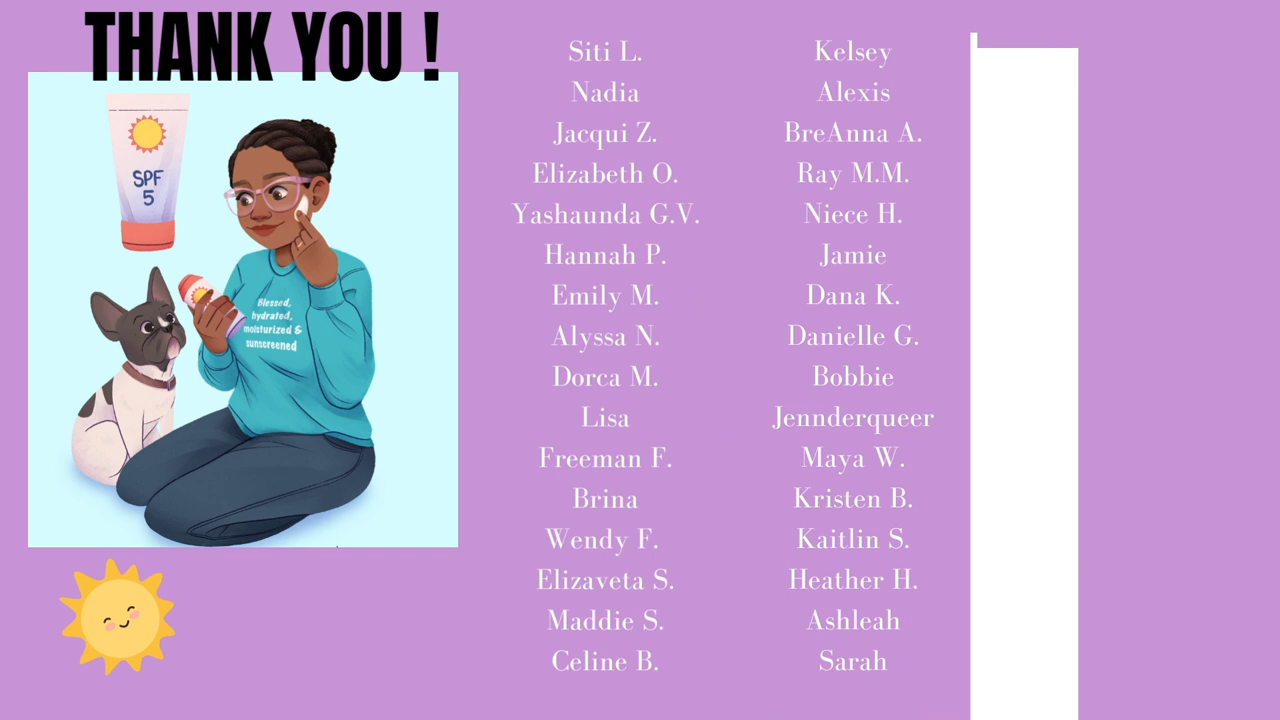 THANK YOU !
SPF
5
Blessed,
hydrated,
moisturized &
sunscreened
Siti L.
Nadia
Jacqui Z.
Elizabeth O.
Yashaunda G.V.
Hannah P.
Emily M.
Alyssa N.
Dorca M.
Lisa
Freeman F.
Brina
Wendy F.
Elizaveta S.
Maddie S.
Celine B.
Kelsey
Alexis
BreAnna A.
Ray M.M.
Niece H.
Jamie
Dana K.
Danielle G.
Bobbie
Jennderqueer
Maya W.
Kristen B.
Kaitlin S.
Heather H.
Ashleah
Sarah